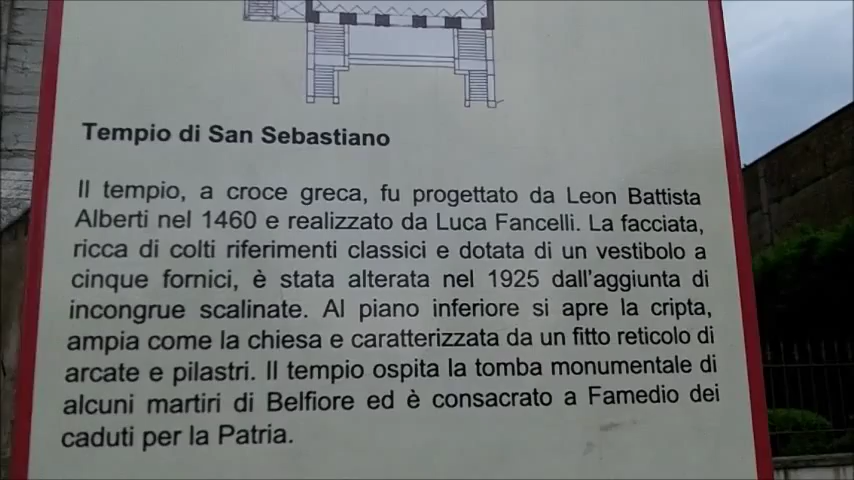 Tempio di San Sebastiano
Il tempio, a croce greca, fu progettato da Leon Battista
Alberti nel 1460 e realizzato da Luca Fancelli. La facciata,
ricca di colti riferimenti classici e dotata di un vestibolo a
cinque fornici, è stata alterata nel 1925 dall'aggiunta di
incongrue scalinate. Al piano inferiore si apre la cripta,
ampia come la chiesa e caratterizzata da un fitto reticolo di
arcate e pilastri. Il tempio ospita la tomba monumentale di
alcuni martiri di Belfiore ed è consacrato a Famedio dei
caduti per la Patria.